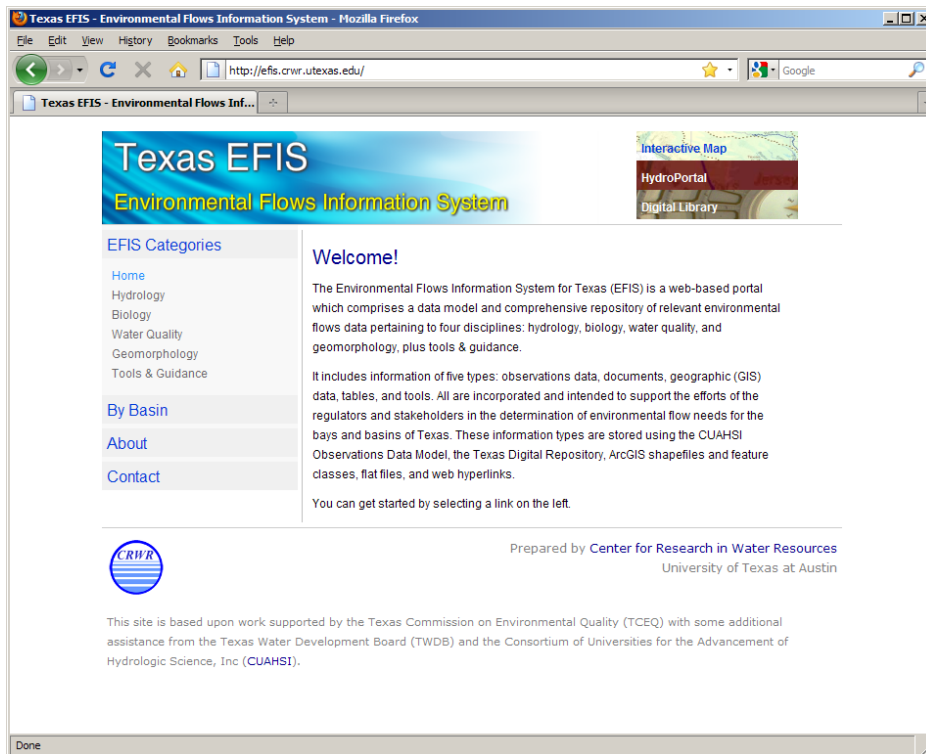 Texas EFIS - Environmental Flows Information System - Mozilla Firefox
File Edit View History Bookmarks Tools Help
http://efis.crwr.utexas.edu/
Google
Texas EFIS - Environmental Flows Inf...
Texas EFIS
Environmental Flows Information System
Interactive Map
HydroPortal
Digital Library
EFIS Categories
Home
Hydrology
Biology
Water Quality
Geomorphology
Tools & Guidance
By Basin
About
Contact
Welcome!
The Environmental Flows Information System for Texas (EFIS) is a web-based portal
which comprises a data model and comprehensive repository of relevant environmental
flows data pertaining to four disciplines: hydrology, biology, water quality, and
geomorphology, plus tools & guidance.
It includes information of five types: observations data, documents, geographic (GIS)
data, tables, and tools. All are incorporated and intended to support the efforts of the
regulators and stakeholders in the determination of environmental flow needs for the
bays and basins of Texas. These information types are stored using the CUAHSI
Observations Data Model, the Texas Digital Repository, ArcGIS shapefiles and feature
classes, flat files, and web hyperlinks.
You can get started by selecting a link on the left.
CRWR
Prepared by Center for Research in Water Resources
University of Texas at Austin
This site is based upon work supported by the Texas Commission on Environmental Quality (TCEQ) with some additional
assistance from the Texas Water Development Board (TWDB) and the Consortium of Universities for the Advancement of
Hydrologic Science, Inc (CUAHSI).
Done